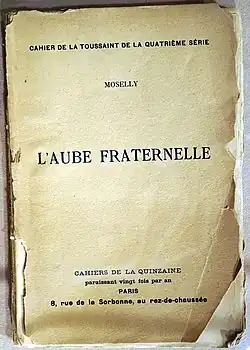 CAHIER DE LA TOUSSAINT DE LA QUATRIÈME SÉRIE
MOSELLY
L'AUBE FRATERNELLE
CAHIERS DE LA QUINZAINE
paraissant vingt fois par an
PARIS
8, rue de la Sorbonne, au rez-de-chaussée